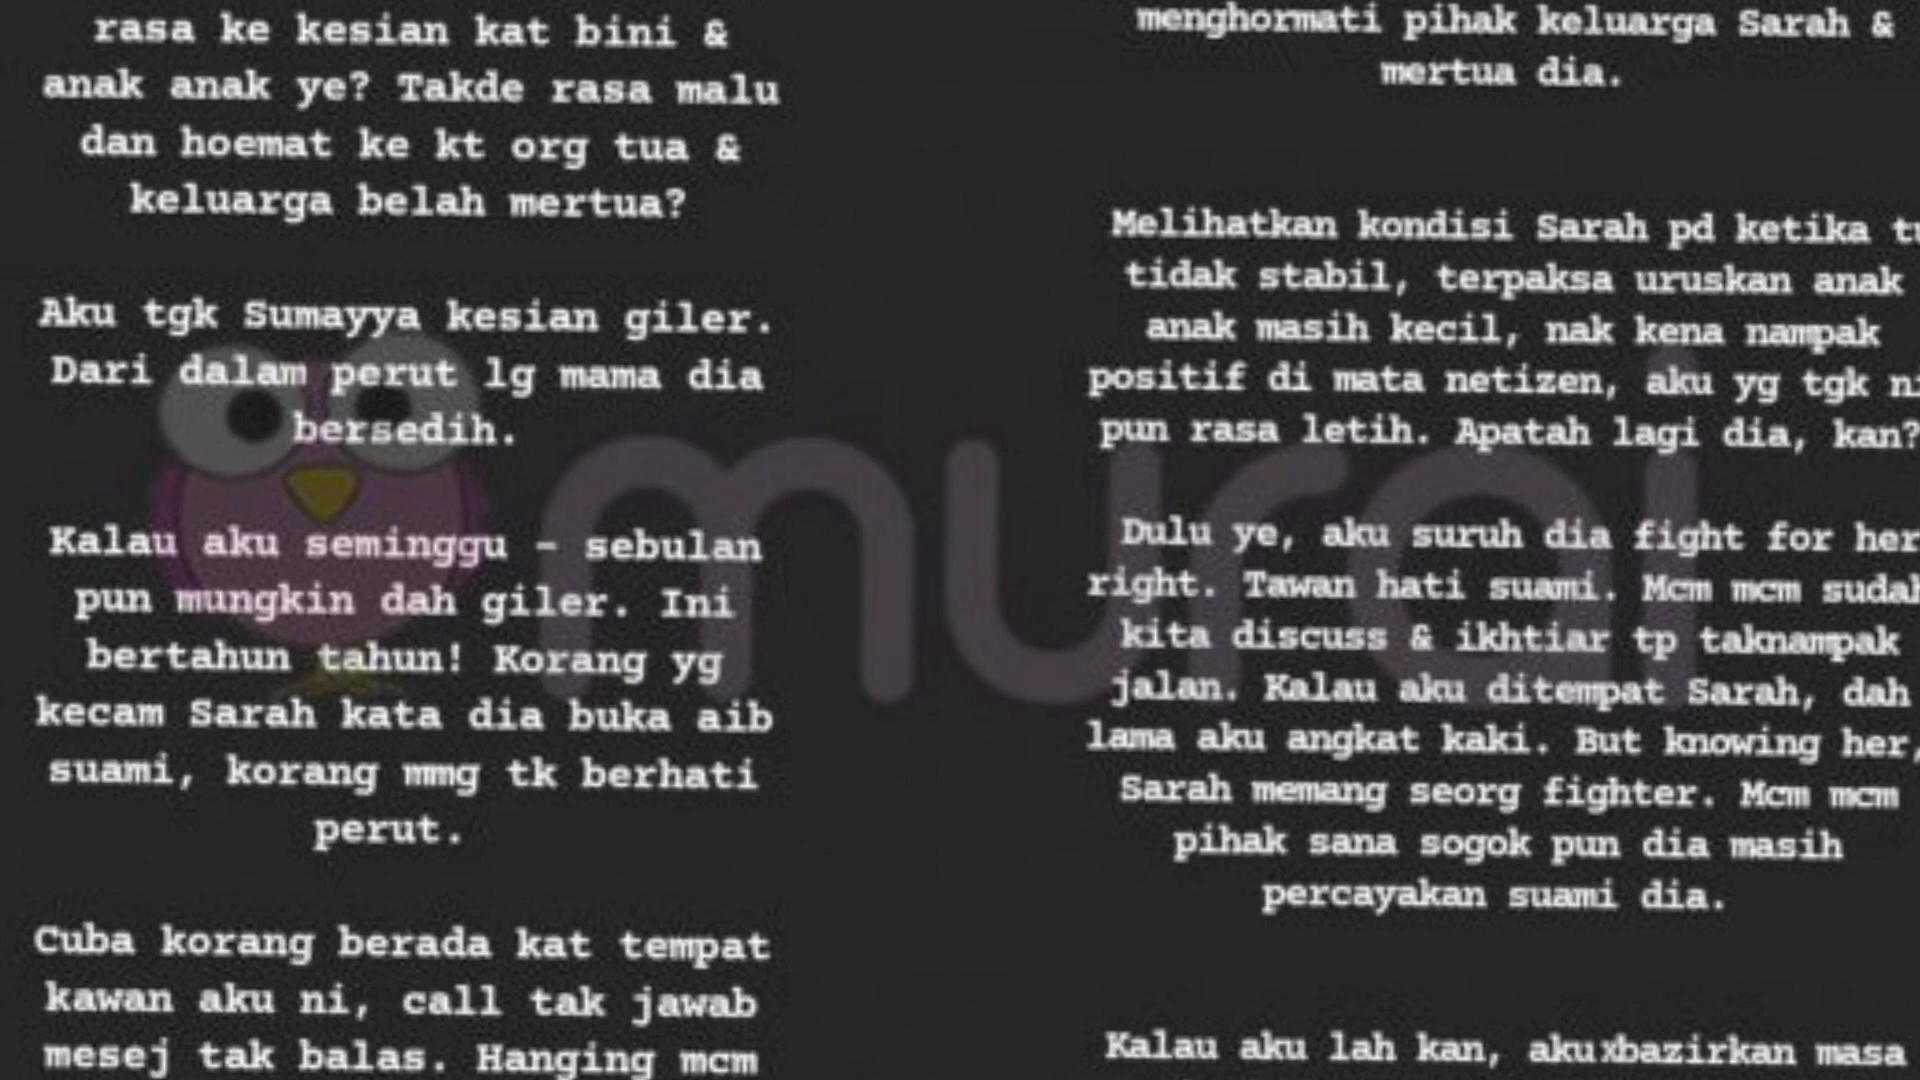 rasa ke kesian kat bini &
anak anak ye? Takde rasa malu
dan hoemat ke kt org tua &
keluarga belah mertua?
Aku tgk Sumayya kesian giler.
Dari dalam perut lg mama dia
bersedih.
Kalau aku seminggu - sebulan
pun mungkin dah giler. Ini
bertahun tahun! Korang yg
kecam Sarah kata dia buka aib
suami, korang mmg tk berhati
perut.
Cuba korang berada kat tempat
kawan aku ni, call tak jawab
mesej tak balas. Hanging mcm
menghormati pihak keluarga Sarah &
mertua dia.
Melihatkan kondisi Sarah pd ketika tu
tidak stabil, terpaksa uruskan anak
anak masih kecil, nak kena nampak
positif di mata netizen, aku yg tgk ni
pun rasa letih. Apatah lagi dia, kan?
Dulu ye, aku suruh dia fight for her
right. Tawan hati suami. Mcm mcm sudah
kita discuss & ikhtiar tp taknampak
jalan. Kalau aku ditempat Sarah, dah
lama aku angkat kaki. But knowing her,
Sarah memang seorg fighter. Mcm mcm
pihak sana sogok pun dia masih
percayakan suami dia.
Kalau aku lah kan, akuxbazirkan masa
murai